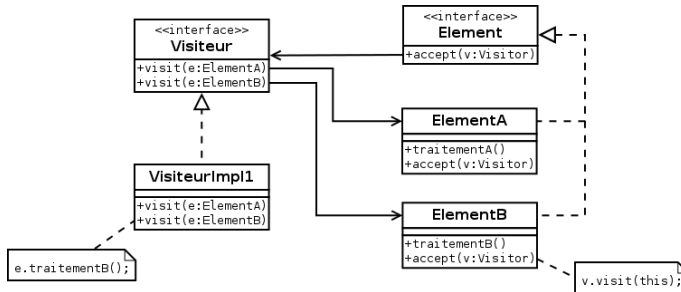 <<interface>>
Visiteur
+visit(e:ElementA)
+visit(e:ElementB)
<<interface>>
Element
+accept(v:Visitor)
ElementA
+traitementA()
+accept(v:Visitor)
VisiteurImpl1
+visit(e:ElementA)
+visit(e:ElementB)
ElementB
+traitementB()
+accept(v:Visitor)
e.traitementB();
v.visit(this);